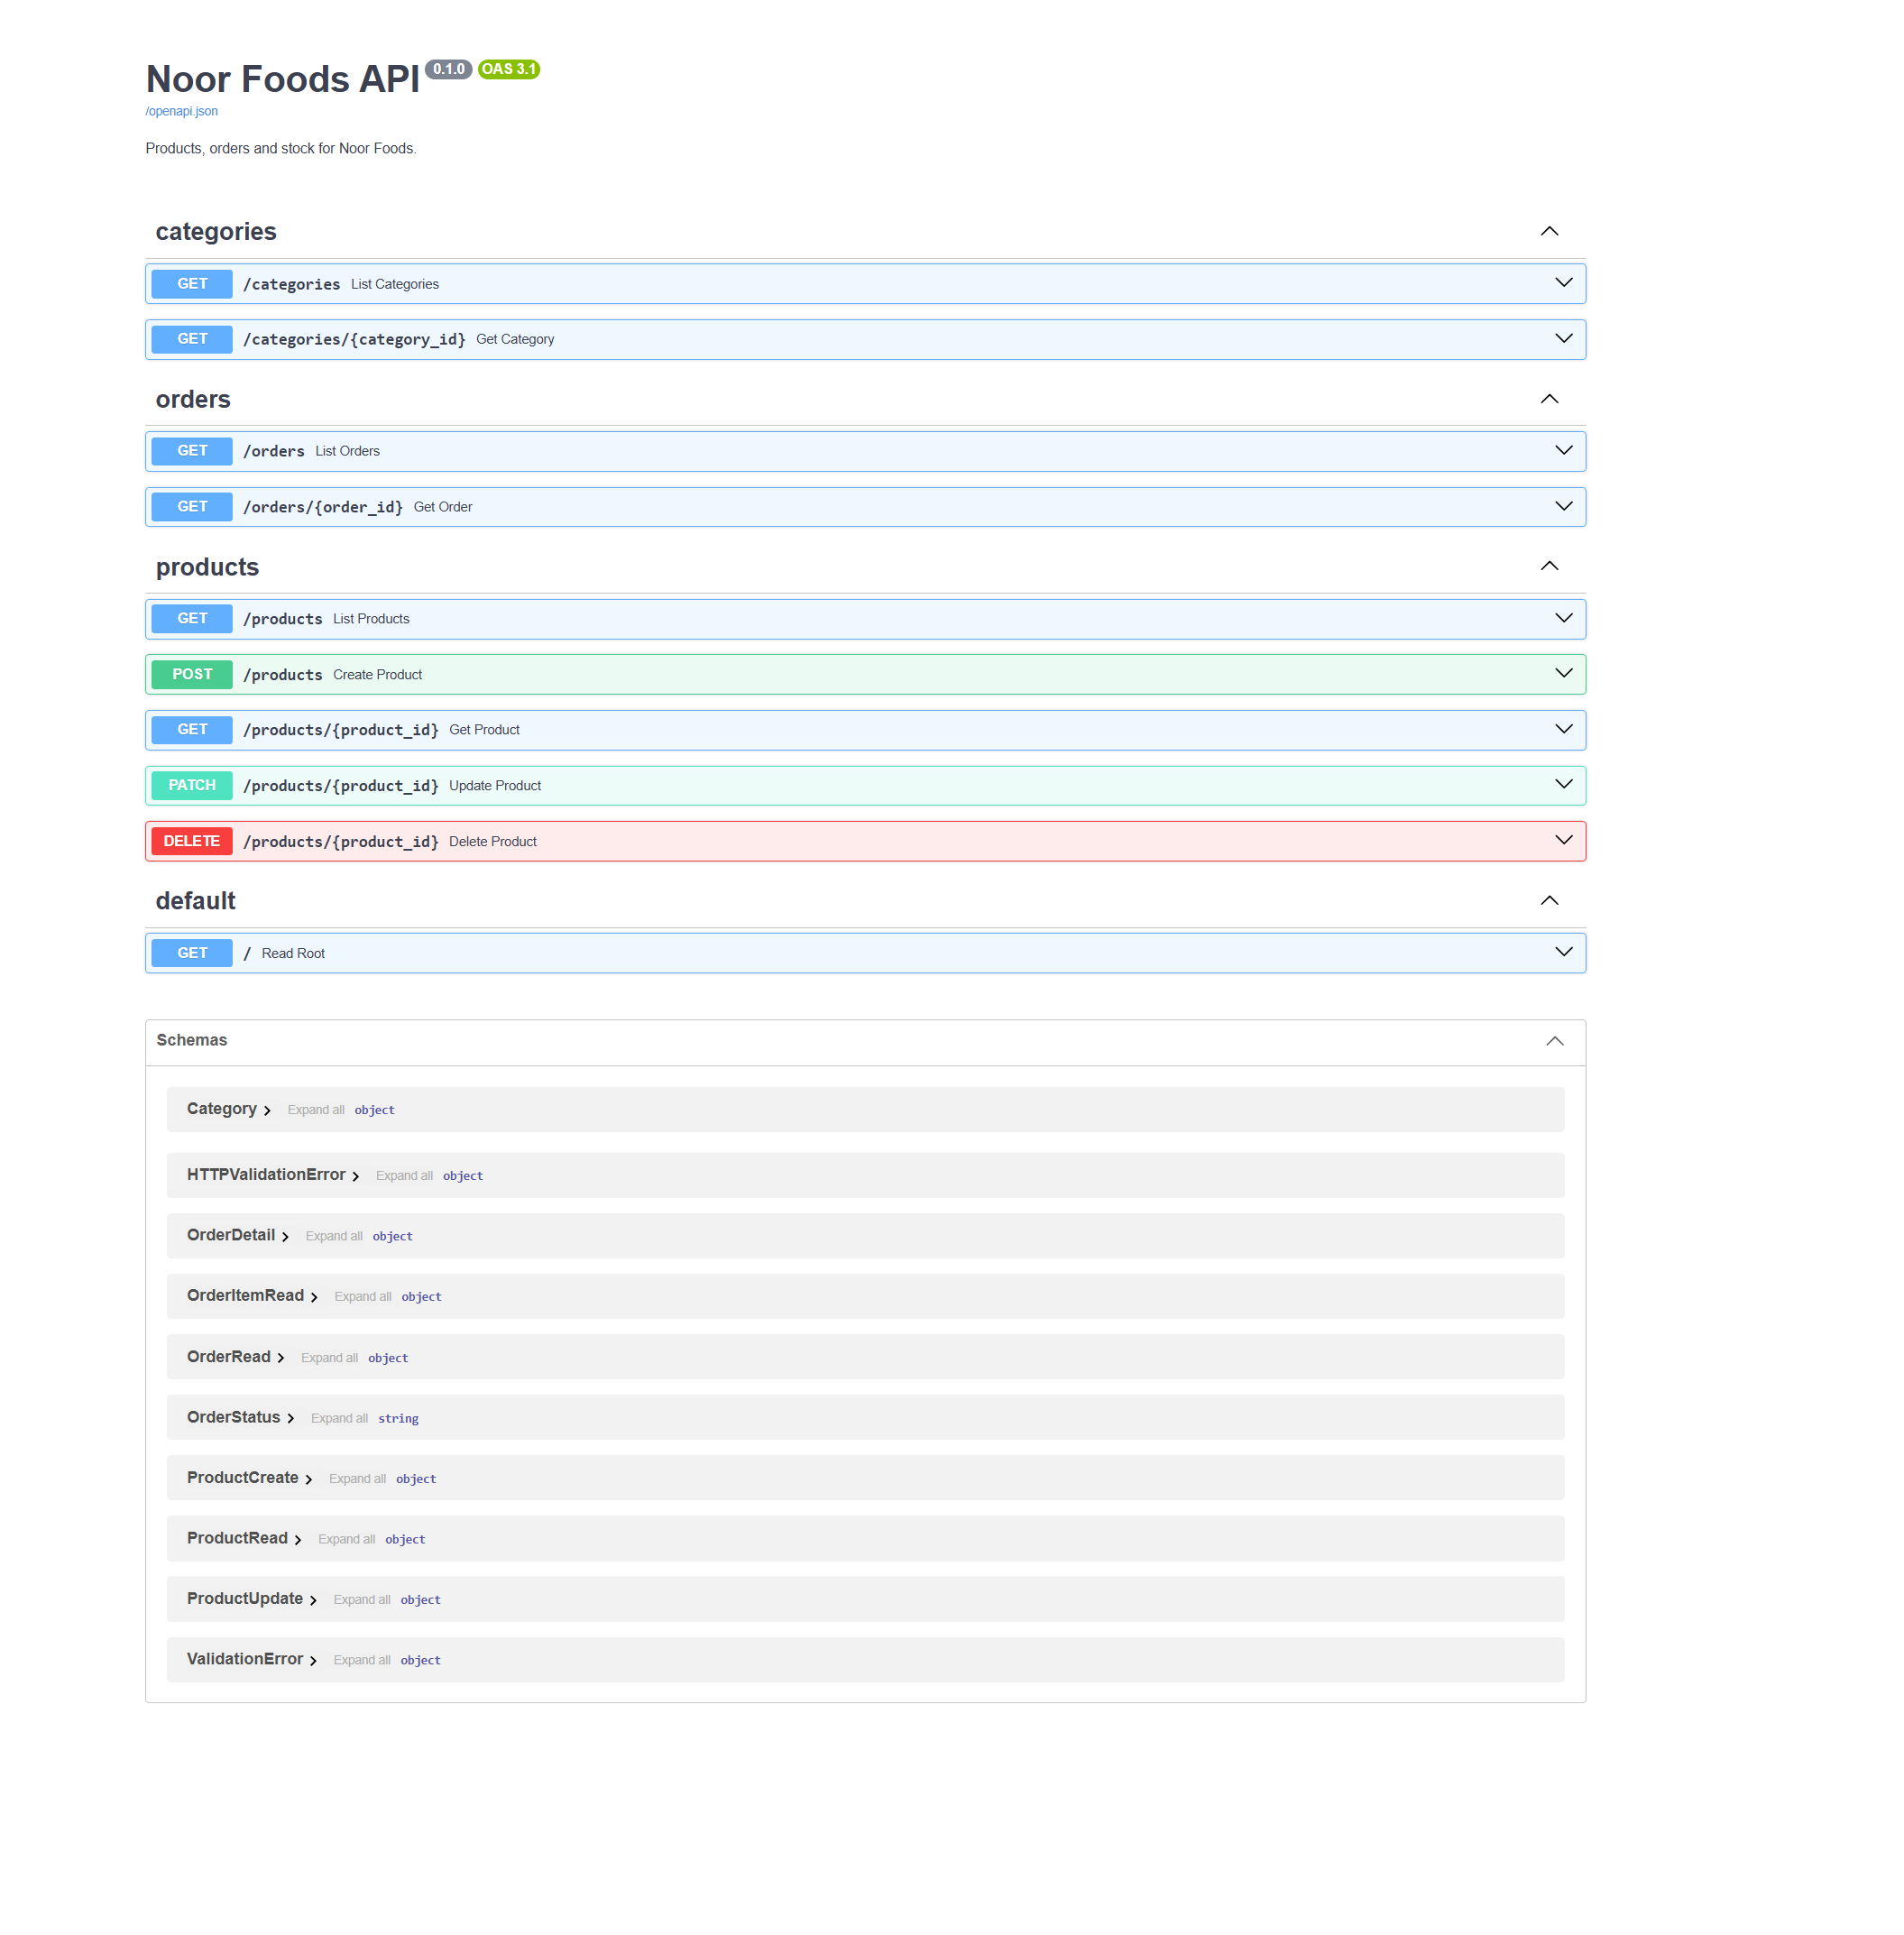 Noor Foods API 0.1.0 OAS 3.1
/openapi.json
Products, orders and stock for Noor Foods.
categories
GET /categories List Categories
GET /categories/{category_id} Get Category
orders
GET /orders List Orders
GET /orders/{order_id} Get Order
products
GET /products List Products
POST /products Create Product
GET /products/{product_id} Get Product
PATCH /products/{product_id} Update Product
DELETE /products/{product_id} Delete Product
default
GET / Read Root
Schemas
Category Expand all object
HTTPValidationError Expand all object
OrderDetail Expand all object
OrderItemRead Expand all object
OrderRead Expand all object
OrderStatus Expand all string
ProductCreate Expand all object
ProductRead Expand all object
ProductUpdate Expand all object
ValidationError Expand all object